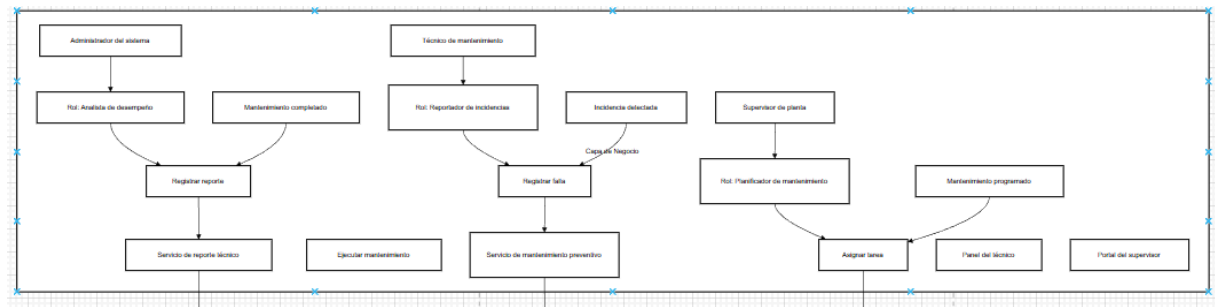 Administrador del sistema
Técnico de mantenimiento
Rol: Analista de desempeño
Mantenimiento completado
Rol: Reportador de incidencias
Incidencia detectada
Supervisor de planta
Capa de Negocio
Registrar reporte
Registrar falla
Rol: Planificador de mantenimiento
Mantenimiento programado
Servicio de reporte técnico
Ejecutar mantenimiento
Servicio de mantenimiento preventivo
Asignar tarea
Panel del técnico
Portal del supervisor